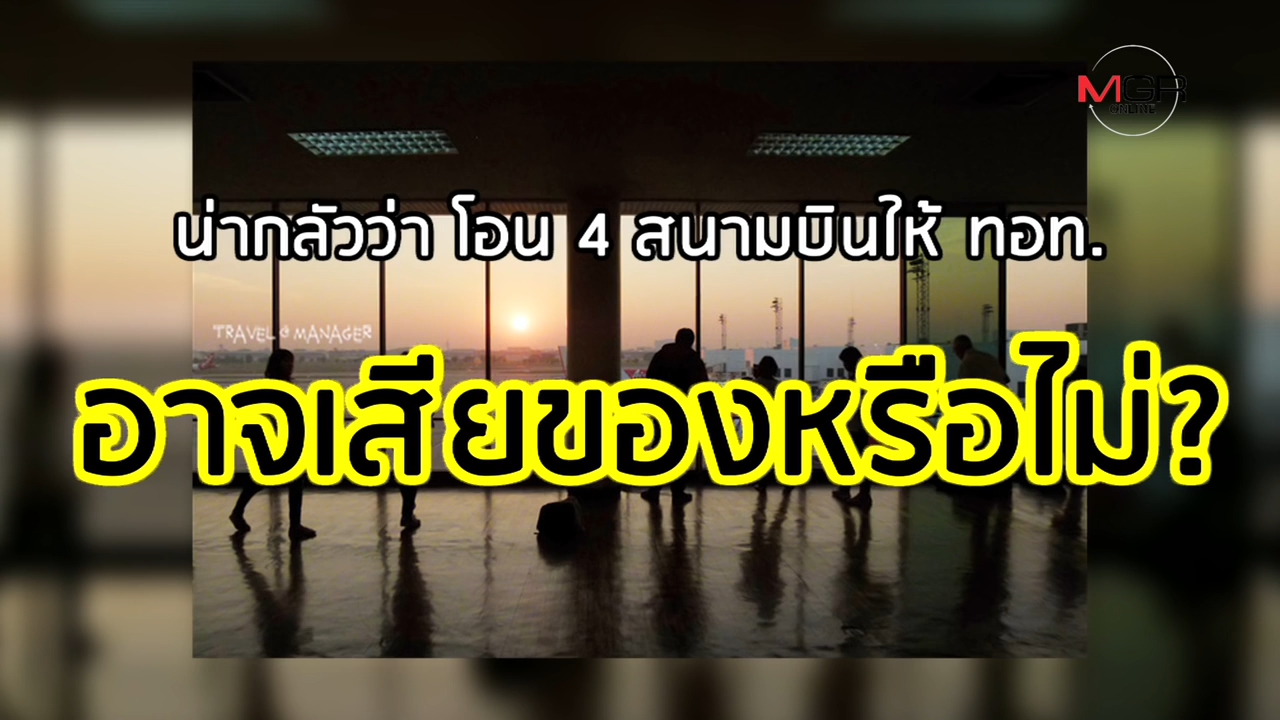 MGR
ONLINE
น่ากลัวว่า โอน 4 สนามบินให้ ทอท.
TRAVEL @ MANAGER
อาจเสียของหรือไม่?